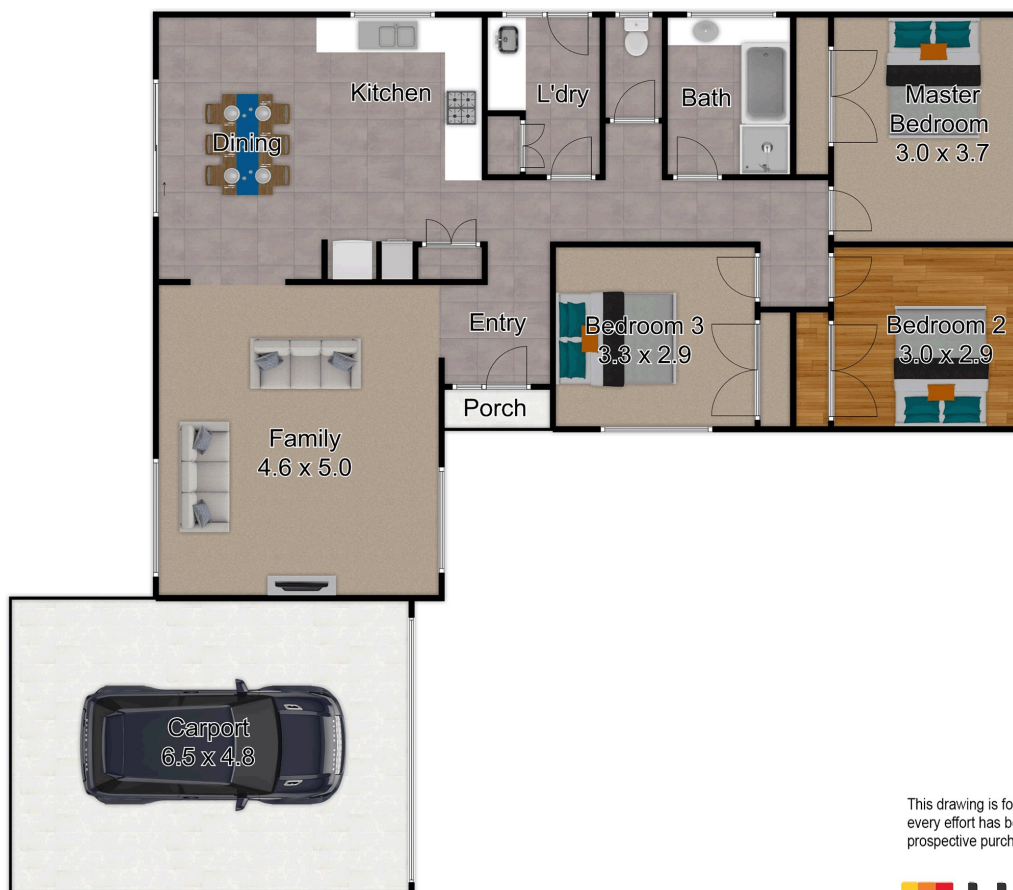 Kitchen
L'dry
Bath
Master
Bedroom
3.0 x 3.7
Dining
Entry
Bedroom 3
3.3 x 2.9
Bedroom 2
3.0 x 2.9
Porch
Family
4.6 x 5.0
Carport
6.5 x 4.8
This drawing is
every effort has
prospective